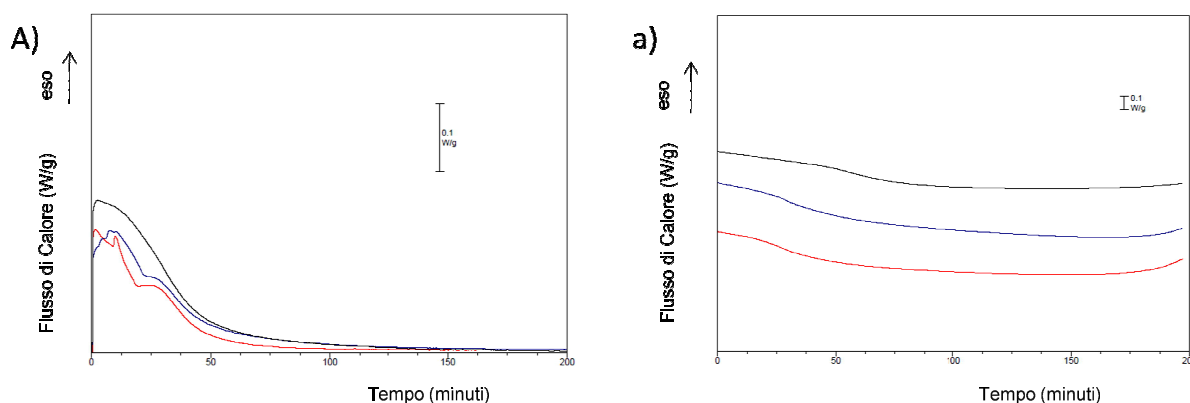 A)
eso
Flusso di Calore (W/g)
0.1
W/g
0
50
100
150
200
Tempo (minuti)
a)
eso
Flusso di Calore (W/g)
0.1
W/g
0
50
100
150
200
Tempo (minuti)